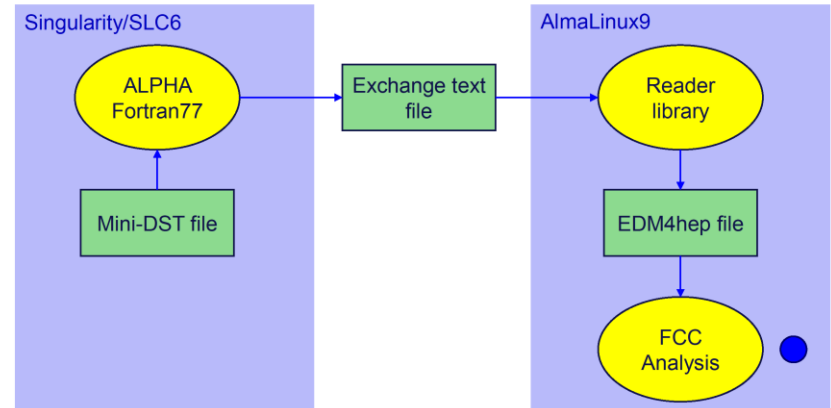 Singularity/SLC6
AlmaLinux9
ALPHA
Fortran77
Exchange text
file
Reader
library
Mini-DST file
EDM4hep file
FCC
Analysis